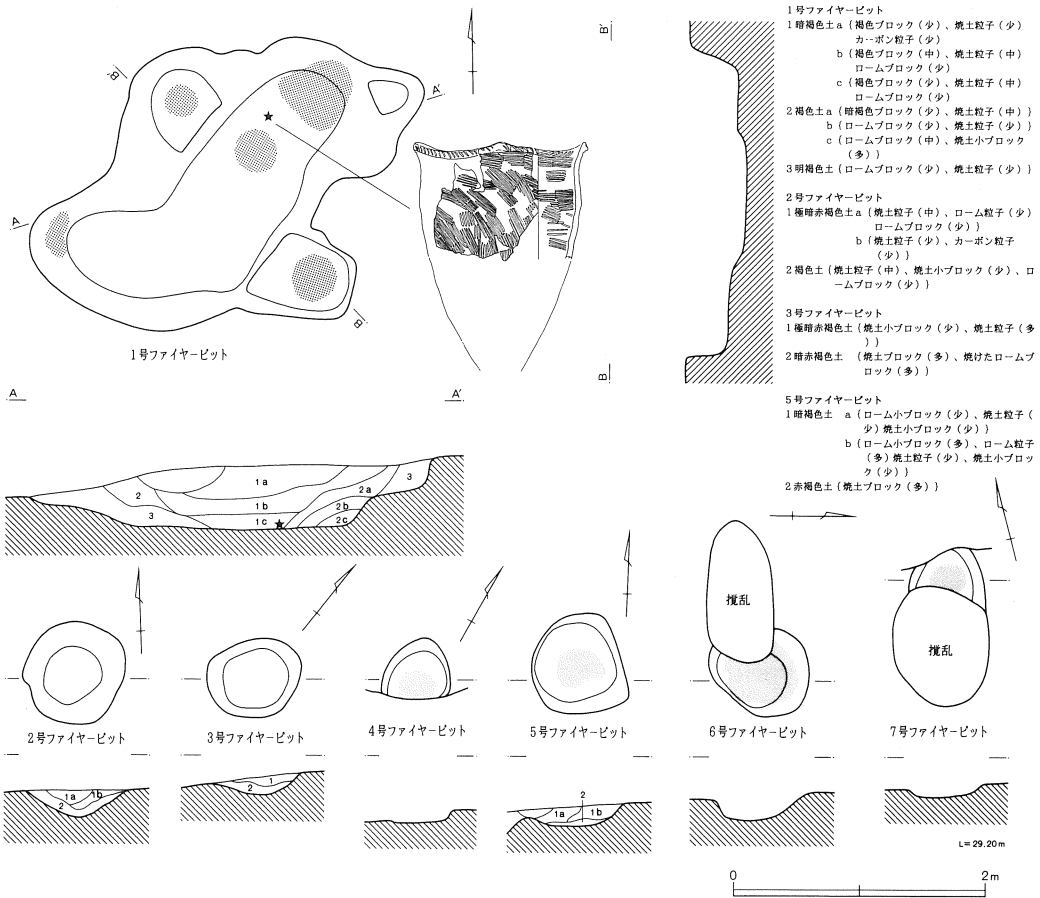 1号ファイヤーピット
1暗褐色土a{褐色ブロック(少)、焼土粒子(少)
カーボン粒子(少)
b{褐色ブロック(中)、焼土粒子(中)
ロームブロック(少)
c{褐色ブロック(少)、焼土粒子(中)
ロームブロック(少)
2褐色土a{暗褐色ブロック(少)、焼土粒子(中)}
b{ロームブロック(少)、焼土粒子(少)}
c{ロームブロック(中)、焼土小ブロック
(多)}
3明褐色土{ロームブロック(少)、焼土粒子(少)}
2号ファイヤーピット
1極暗赤褐色土a{焼土粒子(中)、ローム粒子(少)
ロームブロック(少)}
b{焼土粒子(少)、カーボン粒子
(少)}
2褐色土{焼土粒子(中)、焼土小ブロック(少)、ロ
ームブロック(少)}
3号ファイヤーピット
1極暗赤褐色土{焼土小ブロック(少)、焼土粒子(多
)}
2暗赤褐色土 {焼土ブロック(多)、焼けたロームブ
ロック(多)}
5号ファイヤーピット
1暗褐色土 a{ローム小ブロック(少)、焼土粒子(
少)焼土小ブロック(少)}
b{ローム小ブロック(多)、ローム粒子
(多)焼土粒子(少)、焼土小ブロッ
ク(少)}
2赤褐色土{焼土ブロック(多)}
B'
A'
A
B
1号ファイヤーピット
B'
B
A
A'
1a
1b
1c
2
3
2a
2b
2c
3
攪乱
攪乱
2号ファイヤーピット
3号ファイヤーピット
4号ファイヤーピット
5号ファイヤーピット
6号ファイヤーピット
7号ファイヤーピット
1a
1b
2
1
2
2
1a
1b
L=29.20m
0
2m